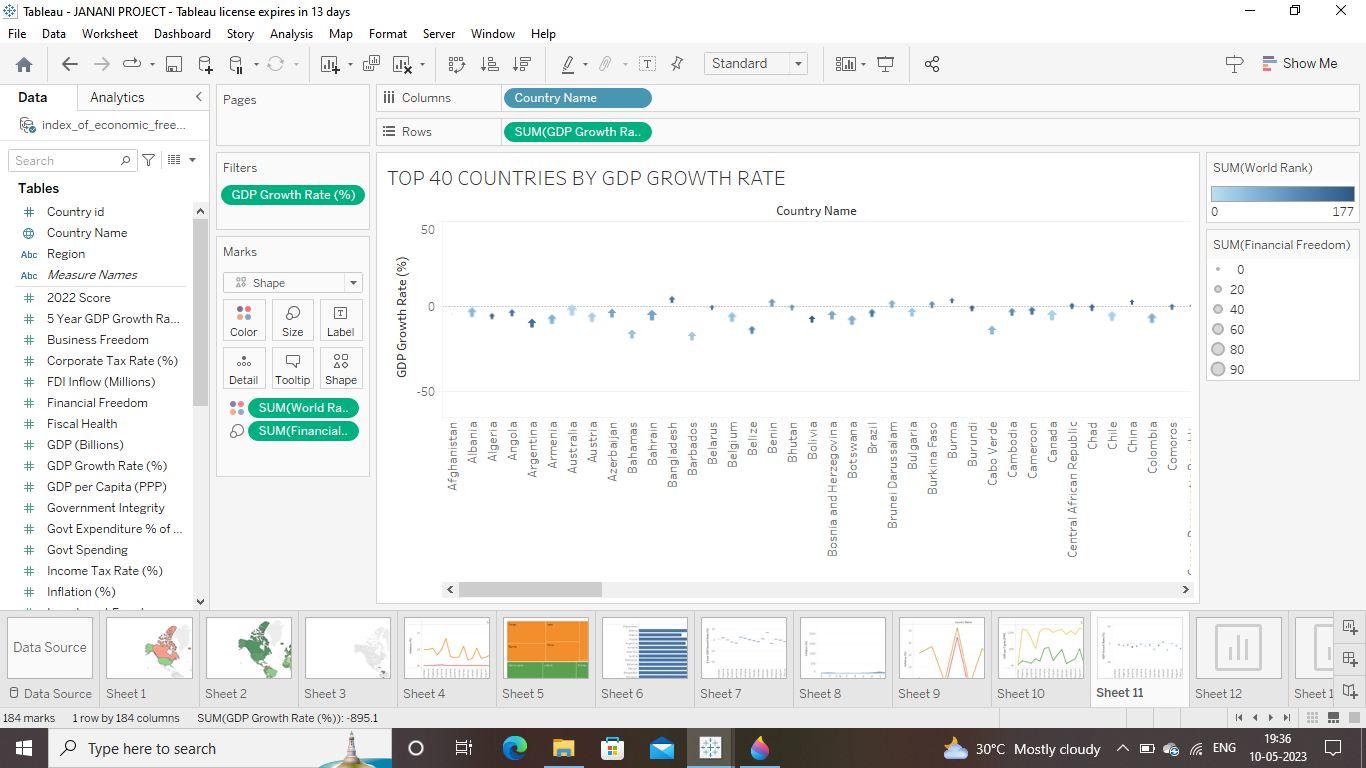 Tableau - JANANI PROJECT - Tableau license expires in 13 days
File Data Worksheet Dashboard Story Analysis Map Format Server Window Help
Standard
Show Me
Data Analytics
index_of_economic_free...
Search
Tables
Country id
Country Name
Abc Region
Abc Measure Names
2022 Score
5 Year GDP Growth Ra...
Business Freedom
Corporate Tax Rate (%)
FDI Inflow (Millions)
Financial Freedom
Fiscal Health
GDP (Billions)
GDP Growth Rate (%)
GDP per Capita (PPP)
Government Integrity
Govt Expenditure % of ...
Govt Spending
Income Tax Rate (%)
Inflation (%)
Pages
Filters
GDP Growth Rate (%)
Marks
Shape
Color Size Label
Detail Tooltip Shape
SUM(World Ra..
SUM(Financial..
Columns Country Name
Rows SUM(GDP Growth Ra..
TOP 40 COUNTRIES BY GDP GROWTH RATE
Country Name
GDP Growth Rate (%)
50
0
-50
Afghanistan
Albania
Algeria
Angola
Argentina
Armenia
Australia
Austria
Azerbaijan
Bahamas
Bahrain
Bangladesh
Barbados
Belarus
Belgium
Belize
Benin
Bhutan
Bolivia
Bosnia and Herzegovina
Botswana
Brazil
Brunei Darussalam
Bulgaria
Burkina Faso
Burma
Burundi
Cabo Verde
Cambodia
Cameroon
Canada
Central African Republic
Chad
Chile
China
Colombia
Comoros
SUM(World Rank)
0 177
SUM(Financial Freedom)
0
20
40
60
80
90
Data Source
Data Source Sheet 1 Sheet 2 Sheet 3 Sheet 4 Sheet 5 Sheet 6 Sheet 7 Sheet 8 Sheet 9 Sheet 10 Sheet 11 Sheet 12 Sheet 1
184 marks 1 row by 184 columns SUM(GDP Growth Rate (%)): -895.1
Type here to search
30°C Mostly cloudy
ENG
19:36
10-05-2023